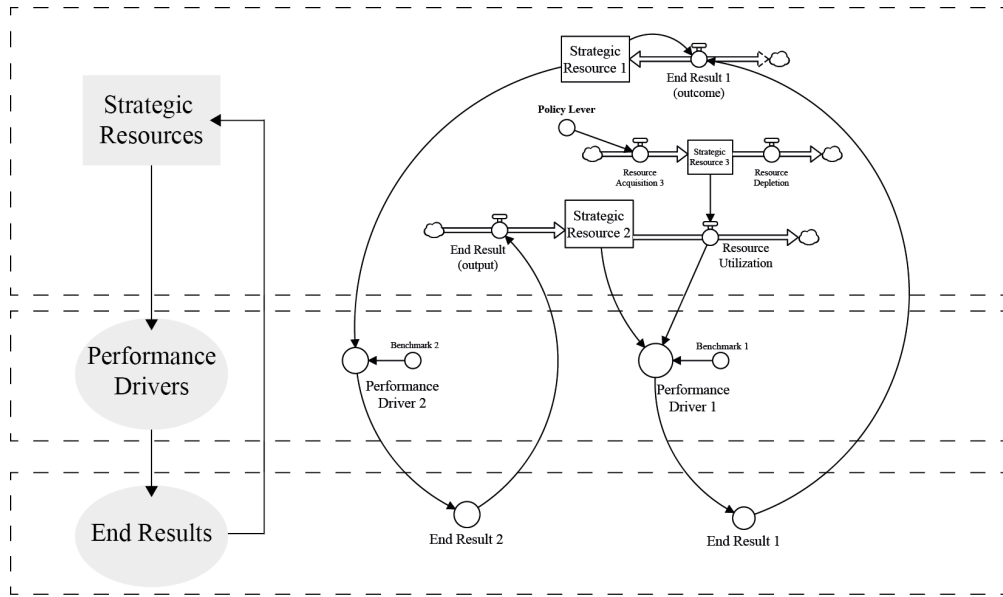 Strategic
Resources
Performance
Drivers
End Results
Strategic
Resource 1
End Result 1
(outcome)
Policy Lever
Resource
Acquisition 3
Strategic
Resource 3
Resource
Depletion
End Result
(output)
Strategic
Resource 2
Resource
Utilization
Benchmark 2
Performance
Driver 2
Benchmark 1
Performance
Driver 1
End Result 2
End Result 1